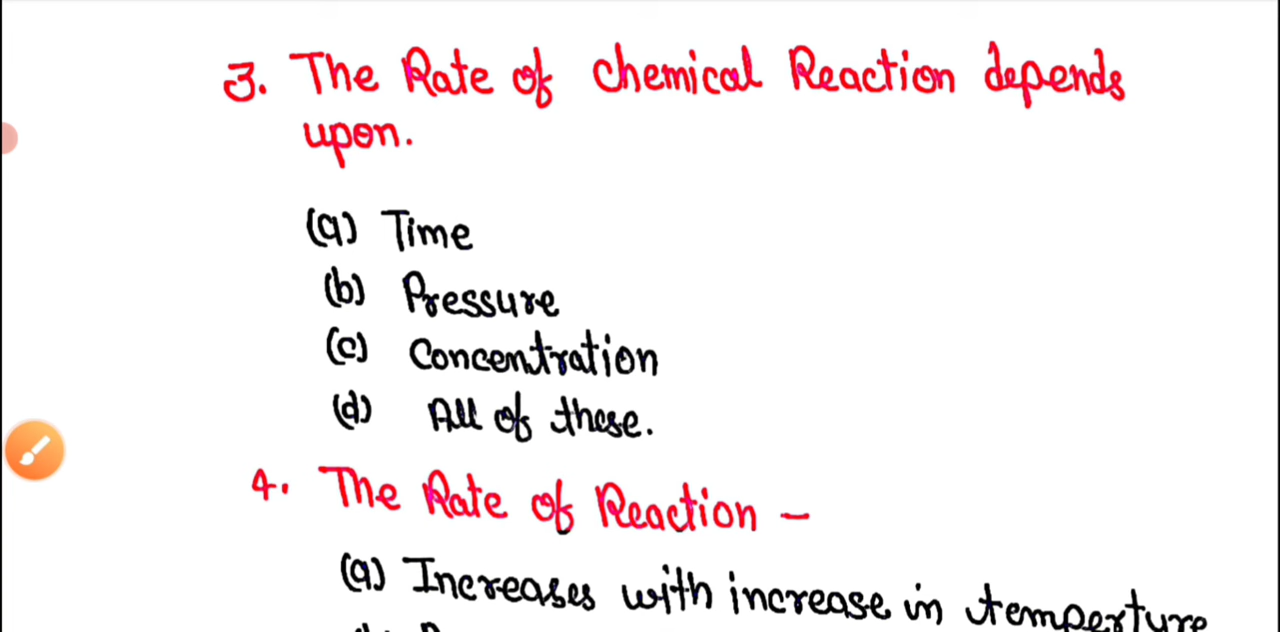 3. The Rate of chemical Reaction depends
upon.
(a) Time
(b) Pressure
(c) Concentration
(d) All of these.
4. The Rate of Reaction -
(a) Increases with increase in temperture